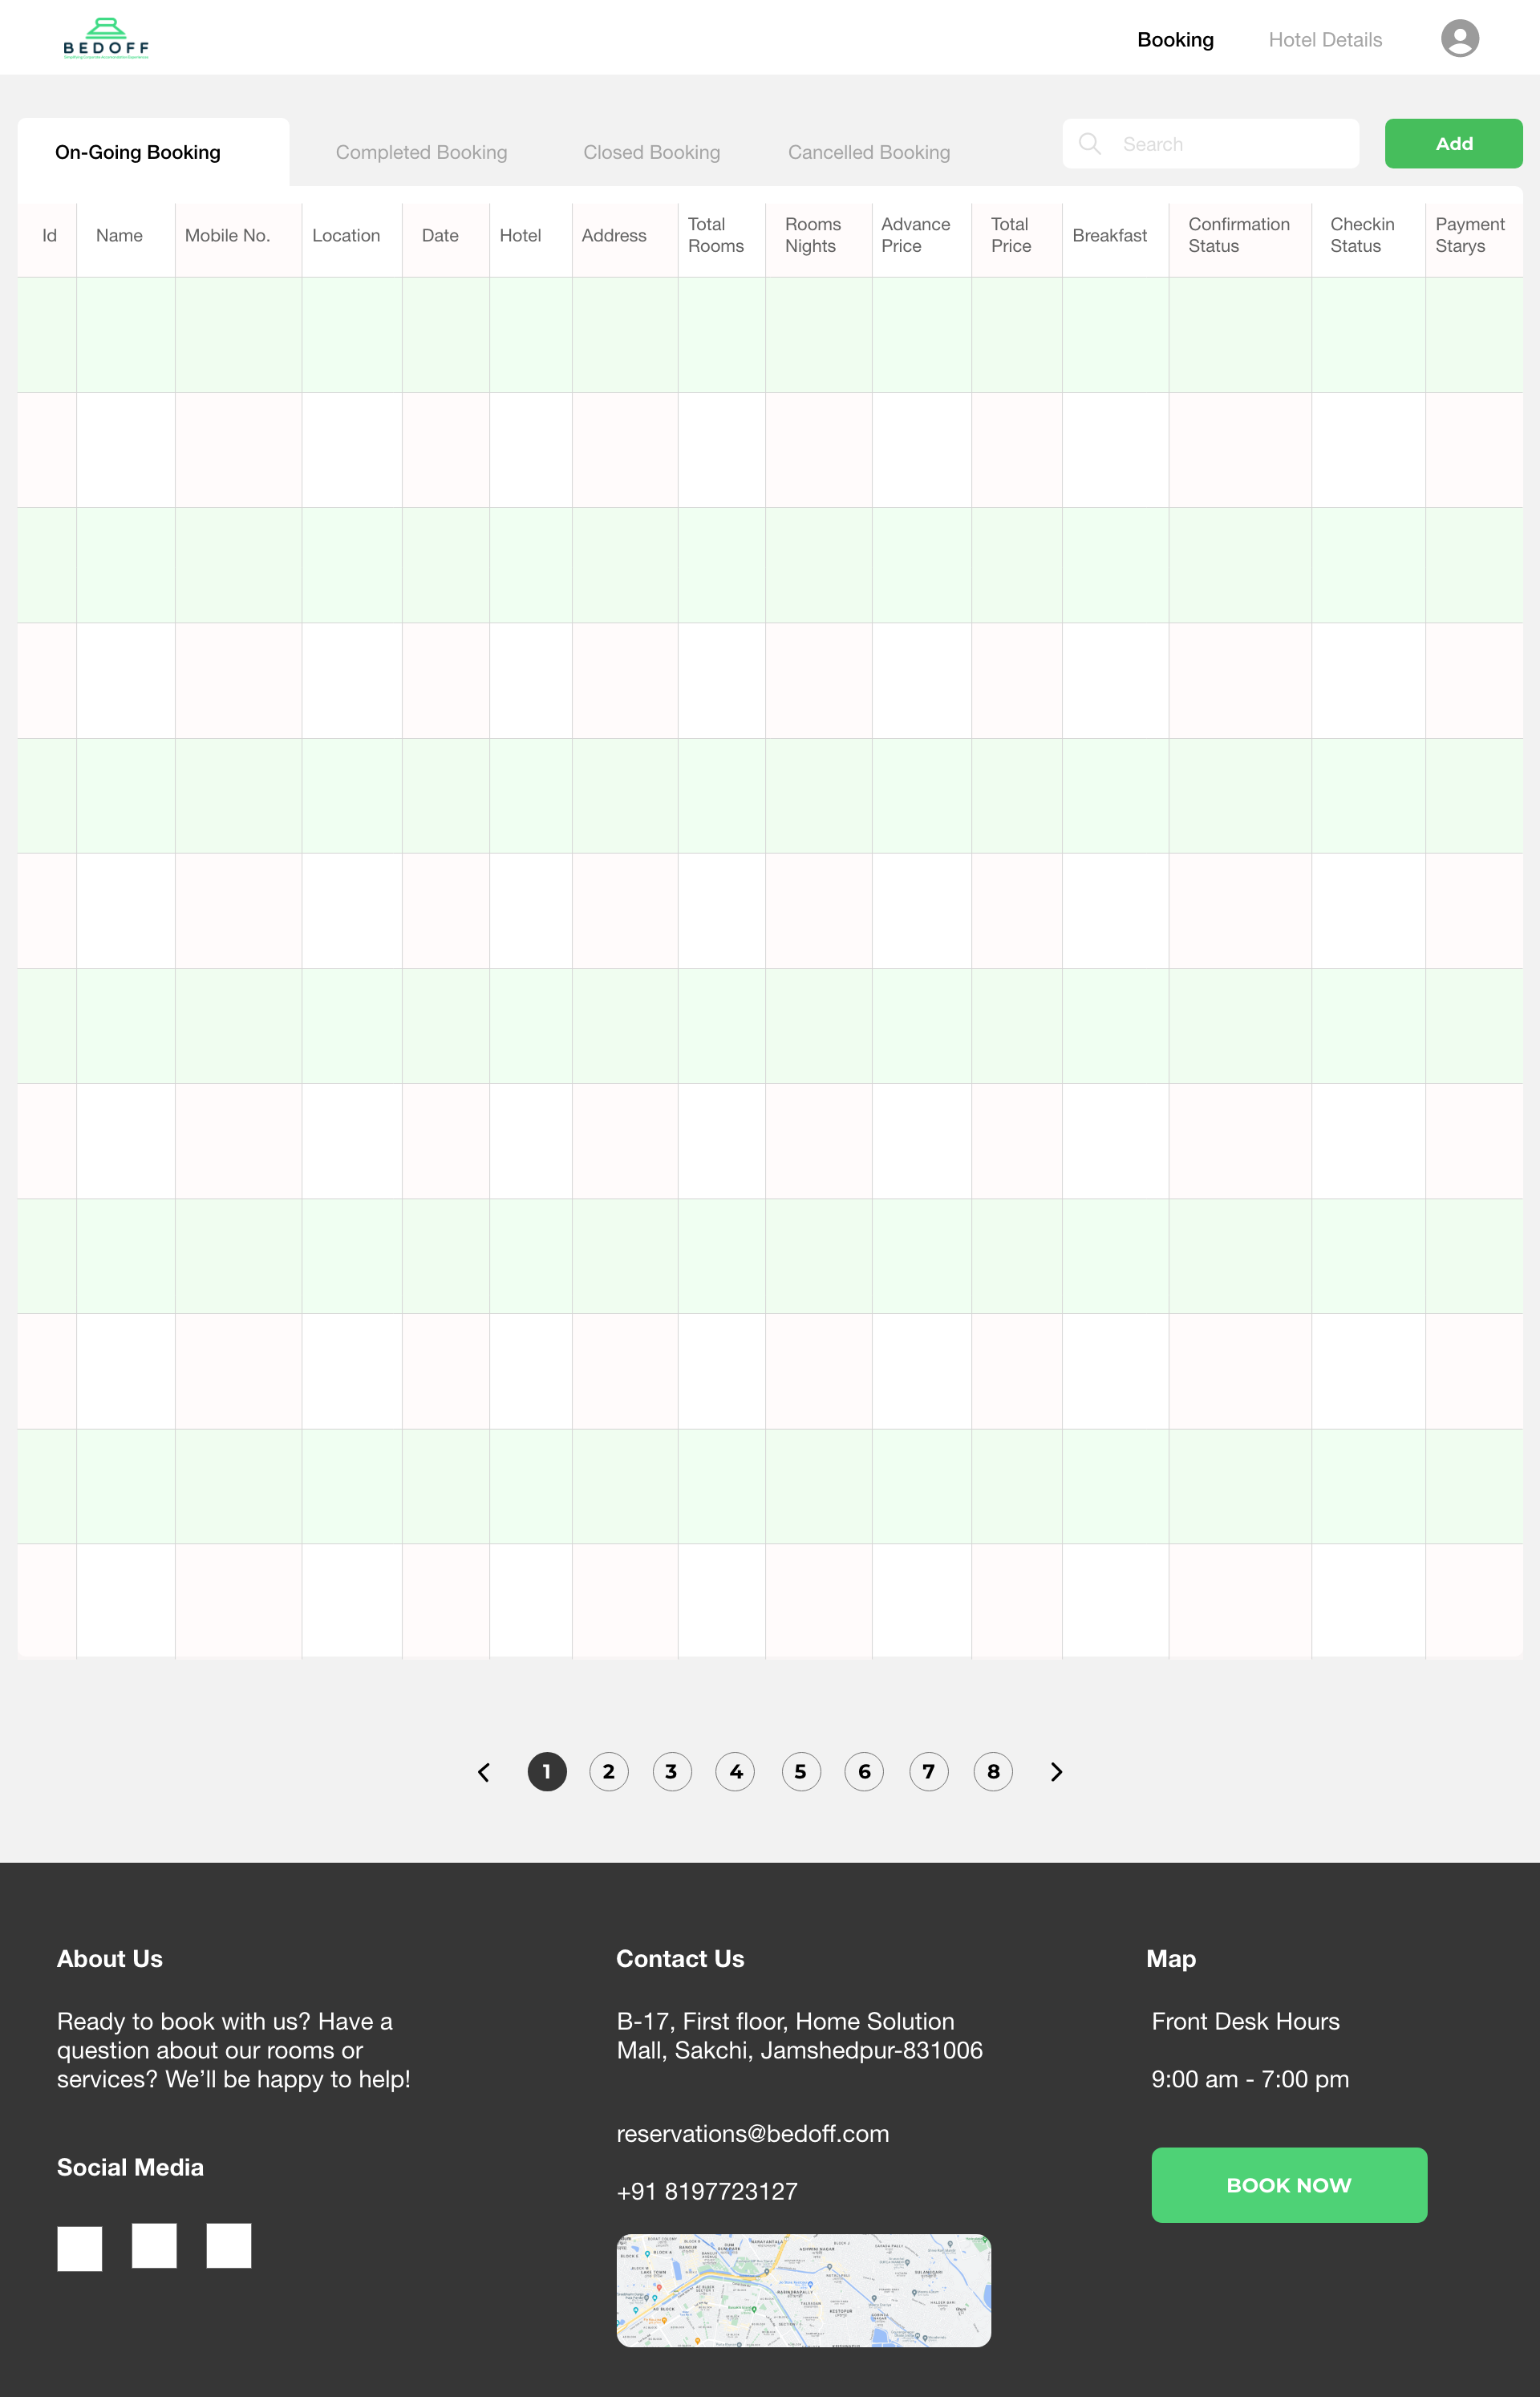 BEDOFF
Booking
Hotel Details
On-Going Booking
Completed Booking
Closed Booking
Cancelled Booking
Search
Add
Id
Name
Mobile No.
Location
Date
Hotel
Address
Total
Rooms
Rooms
Nights
Advance
Price
Total
Price
Breakfast
Confirmation
Status
Checkin
Status
Payment
Starys
1
2
3
4
5
6
7
8
About Us
Ready to book with us? Have a
question about our rooms or
services? We’ll be happy to help!
Social Media
Contact Us
B-17, First floor, Home Solution
Mall, Sakchi, Jamshedpur-831006
reservations@bedoff.com
+91 8197723127
Map
Front Desk Hours
9:00 am - 7:00 pm
BOOK NOW